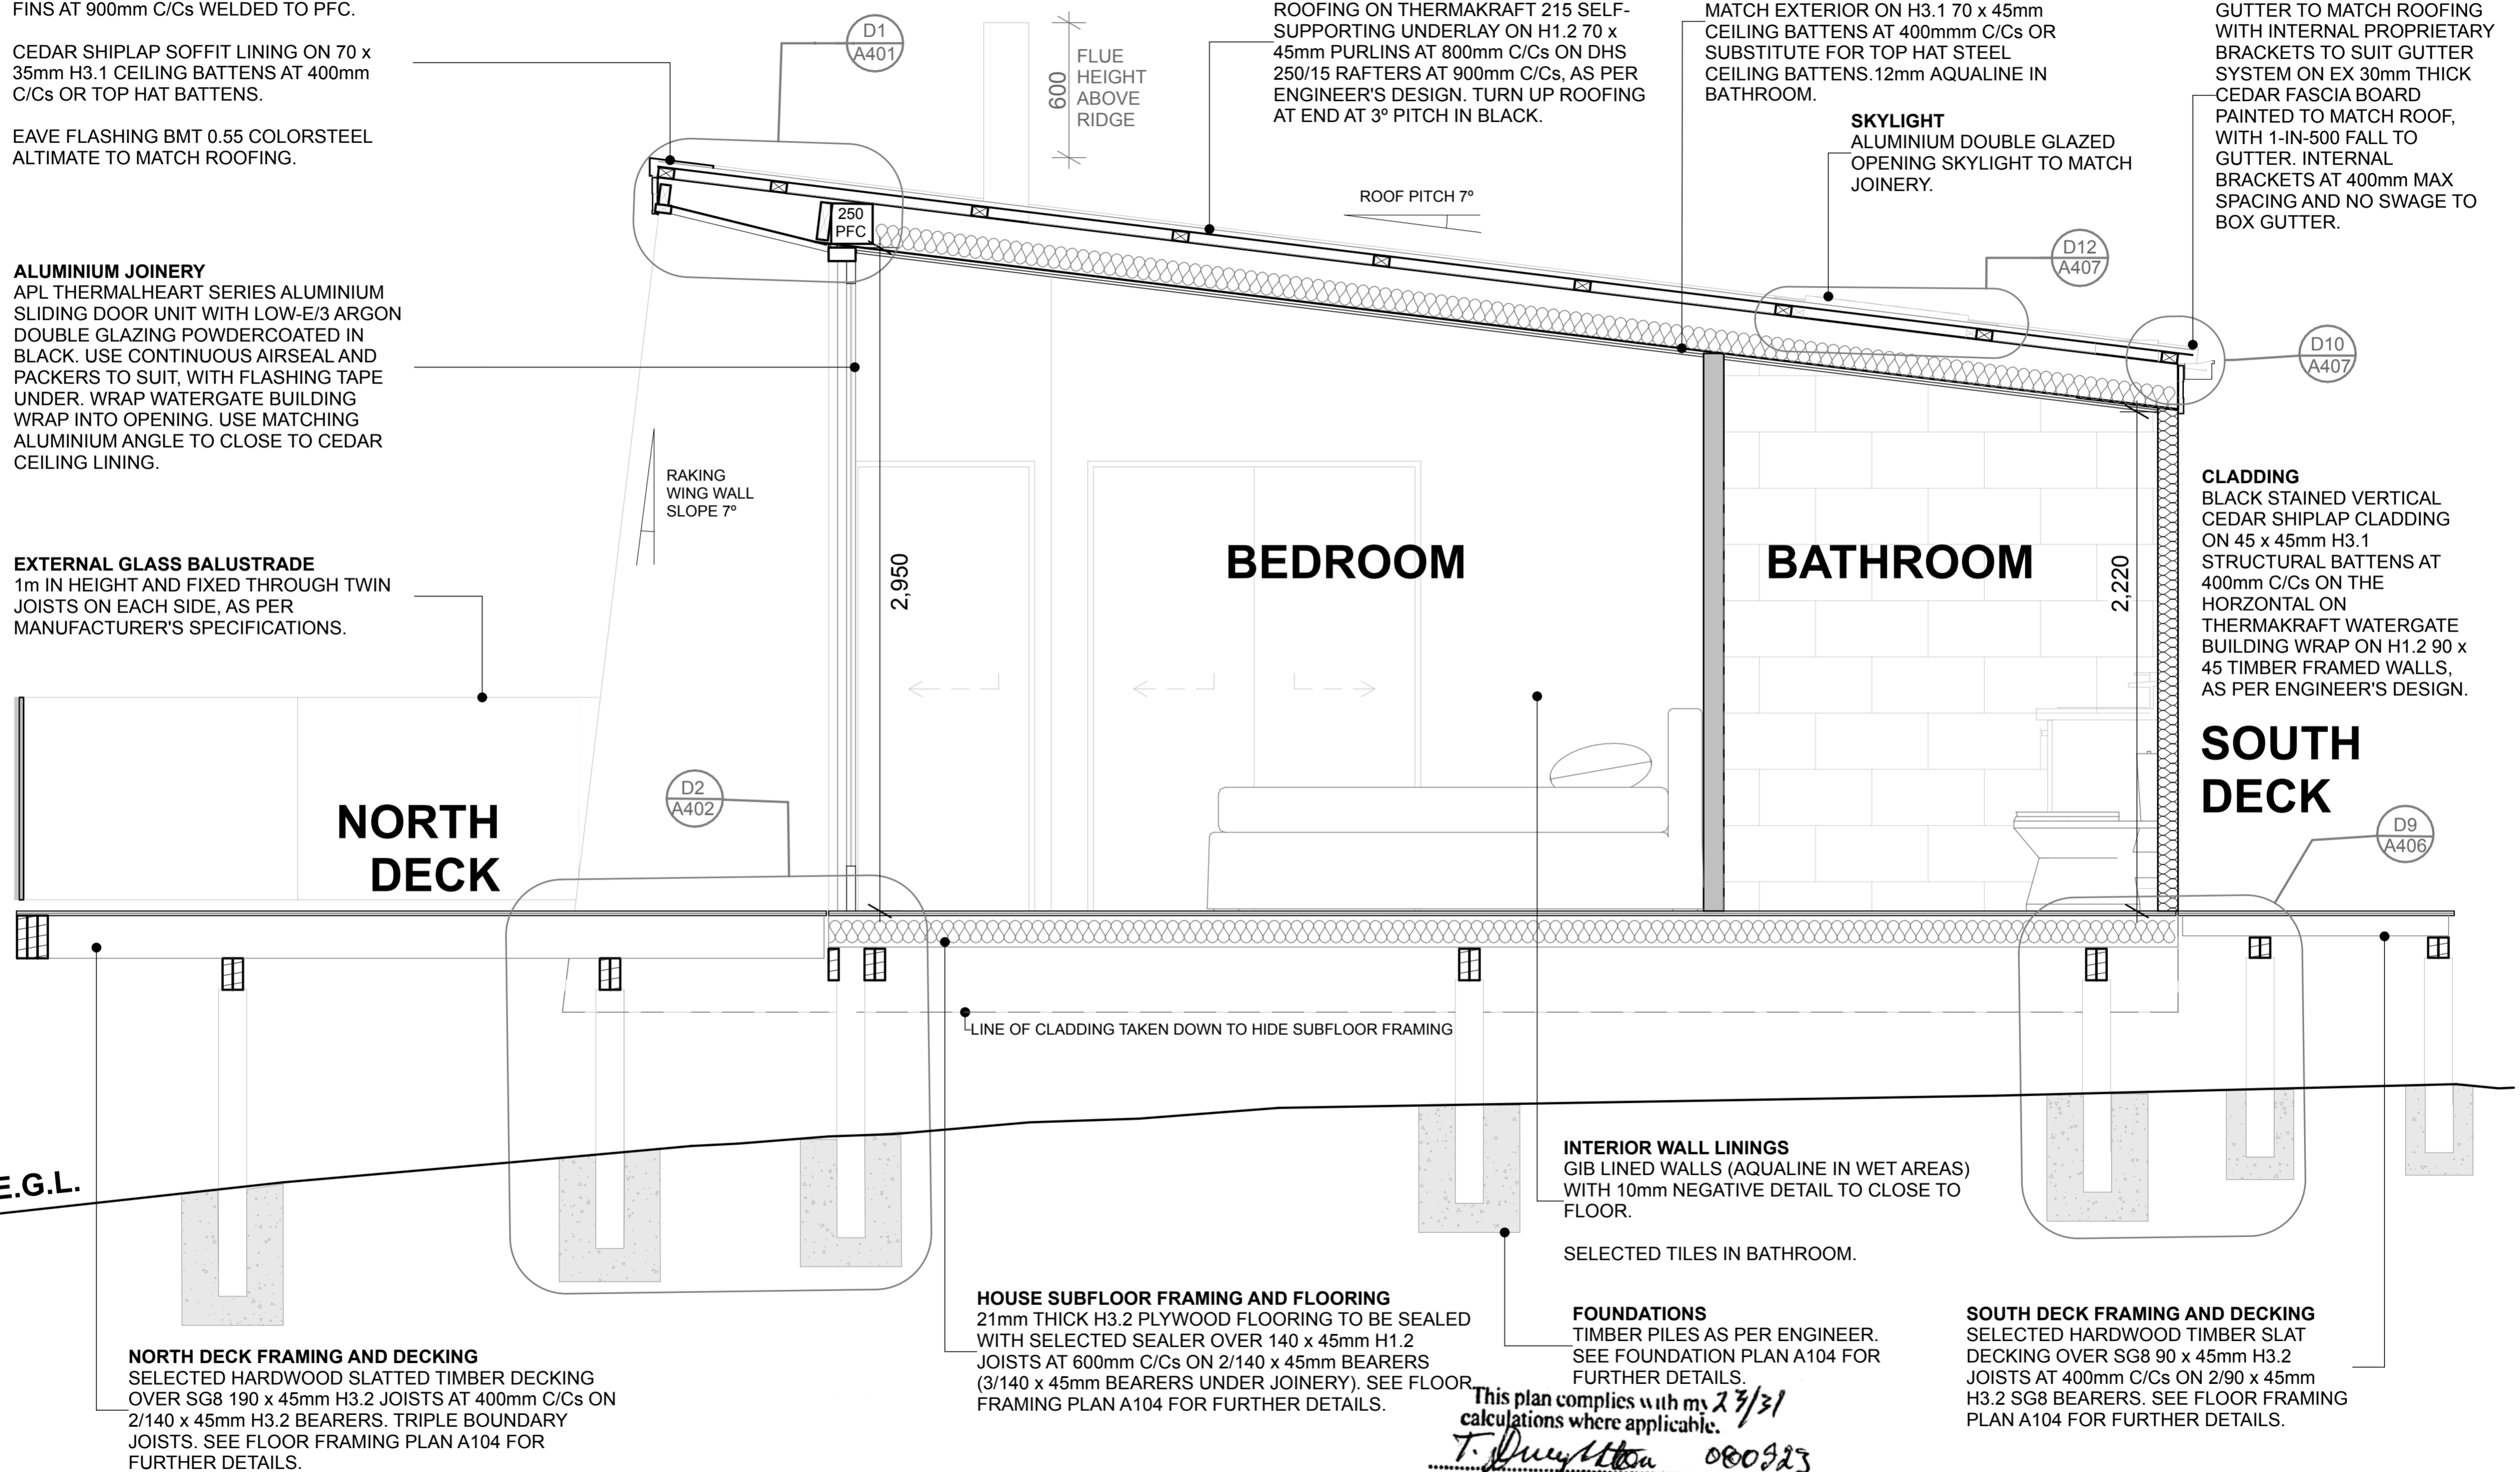 FINS AT 900mm C/Cs WELDED TO PFC.
CEDAR SHIPLAP SOFFIT LINING ON 70 x
35mm H3.1 CEILING BATTENS AT 400mm
C/Cs OR TOP HAT BATTENS.
EAVE FLASHING BMT 0.55 COLORSTEEL
ALTIMATE TO MATCH ROOFING.
D1
A401
600
FLUE
HEIGHT
ABOVE
RIDGE
ROOFING ON THERMAKRAFT 215 SELF-
SUPPORTING UNDERLAY ON H1.2 70 x
45mm PURLINS AT 800mm C/Cs ON DHS
250/15 RAFTERS AT 900mm C/Cs, AS PER
ENGINEER'S DESIGN. TURN UP ROOFING
AT END AT 3º PITCH IN BLACK.
MATCH EXTERIOR ON H3.1 70 x 45mm
CEILING BATTENS AT 400mmm C/Cs OR
SUBSTITUTE FOR TOP HAT STEEL
CEILING BATTENS.12mm AQUALINE IN
BATHROOM.
SKYLIGHT
ALUMINIUM DOUBLE GLAZED
OPENING SKYLIGHT TO MATCH
JOINERY.
GUTTER TO MATCH ROOFING
WITH INTERNAL PROPRIETARY
BRACKETS TO SUIT GUTTER
SYSTEM ON EX 30mm THICK
CEDAR FASCIA BOARD
PAINTED TO MATCH ROOF,
WITH 1-IN-500 FALL TO
GUTTER. INTERNAL
BRACKETS AT 400mm MAX
SPACING AND NO SWAGE TO
BOX GUTTER.
ROOF PITCH 7º
250
PFC
D12
A407
D10
A407
ALUMINIUM JOINERY
APL THERMALHEART SERIES ALUMINIUM
SLIDING DOOR UNIT WITH LOW-E/3 ARGON
DOUBLE GLAZING POWDERCOATED IN
BLACK. USE CONTINUOUS AIRSEAL AND
PACKERS TO SUIT, WITH FLASHING TAPE
UNDER. WRAP WATERGATE BUILDING
WRAP INTO OPENING. USE MATCHING
ALUMINIUM ANGLE TO CLOSE TO CEDAR
CEILING LINING.
RAKING
WING WALL
SLOPE 7º
EXTERNAL GLASS BALUSTRADE
1m IN HEIGHT AND FIXED THROUGH TWIN
JOISTS ON EACH SIDE, AS PER
MANUFACTURER'S SPECIFICATIONS.
2,950
BEDROOM
BATHROOM
2,220
CLADDING
BLACK STAINED VERTICAL
CEDAR SHIPLAP CLADDING
ON 45 x 45mm H3.1
STRUCTURAL BATTENS AT
400mm C/Cs ON THE
HORZONTAL ON
THERMAKRAFT WATERGATE
BUILDING WRAP ON H1.2 90 x
45 TIMBER FRAMED WALLS,
AS PER ENGINEER'S DESIGN.
NORTH
DECK
D2
A402
SOUTH
DECK
D9
A406
LINE OF CLADDING TAKEN DOWN TO HIDE SUBFLOOR FRAMING
E.G.L.
INTERIOR WALL LININGS
GIB LINED WALLS (AQUALINE IN WET AREAS)
WITH 10mm NEGATIVE DETAIL TO CLOSE TO
FLOOR.
SELECTED TILES IN BATHROOM.
NORTH DECK FRAMING AND DECKING
SELECTED HARDWOOD SLATTED TIMBER DECKING
OVER SG8 190 x 45mm H3.2 JOISTS AT 400mm C/Cs ON
2/140 x 45mm H3.2 BEARERS. TRIPLE BOUNDARY
JOISTS. SEE FLOOR FRAMING PLAN A104 FOR
FURTHER DETAILS.
HOUSE SUBFLOOR FRAMING AND FLOORING
21mm THICK H3.2 PLYWOOD FLOORING TO BE SEALED
WITH SELECTED SEALER OVER 140 x 45mm H1.2
JOISTS AT 600mm C/Cs ON 2/140 x 45mm BEARERS
(3/140 x 45mm BEARERS UNDER JOINERY). SEE FLOOR
FRAMING PLAN A104 FOR FURTHER DETAILS.
FOUNDATIONS
TIMBER PILES AS PER ENGINEER.
SEE FOUNDATION PLAN A104 FOR
FURTHER DETAILS.
SOUTH DECK FRAMING AND DECKING
SELECTED HARDWOOD TIMBER SLAT
DECKING OVER SG8 90 x 45mm H3.2
JOISTS AT 400mm C/Cs ON 2/90 x 45mm
H3.2 SG8 BEARERS. SEE FLOOR FRAMING
PLAN A104 FOR FURTHER DETAILS.
This plan complies with my 23/31
calculations where applicable.
T. 080323